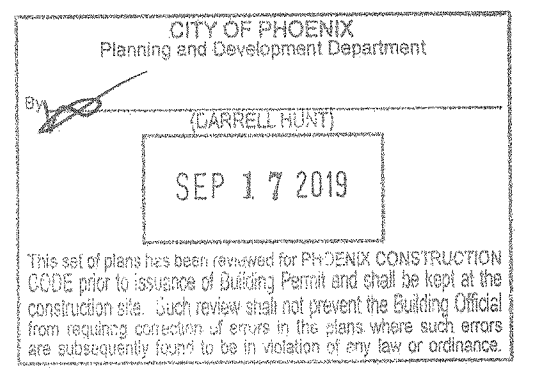 CITY OF PHOENIX
Planning and Development Department
By
(DARRELL HUNT)
SEP 17 2019
This set of plans has been reviewed for PHOENIX CONSTRUCTION
CODE prior to issuance of Building Permit and shall be kept at the
construction site. Such review shall not prevent the Building Official
from requiring correction of errors in the plans where such errors
are subsequently found to be in violation of any law or ordinance.